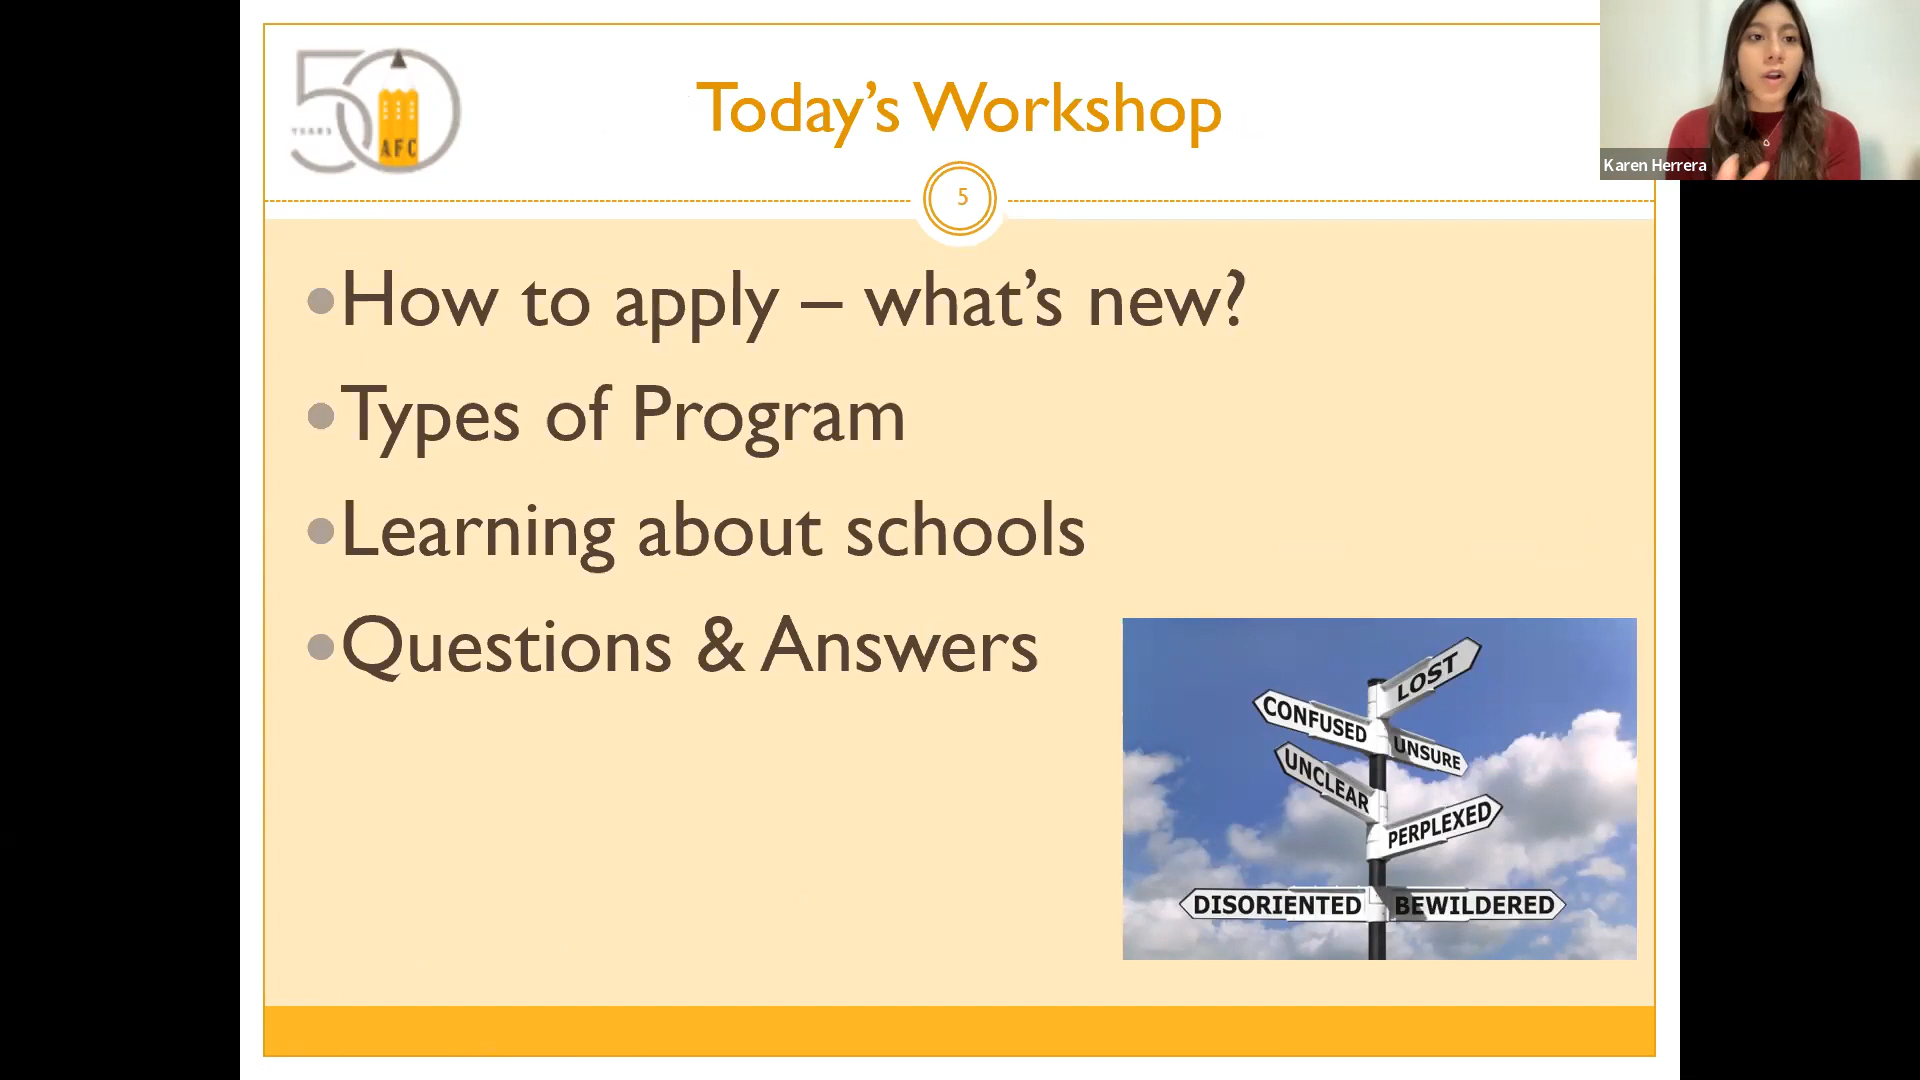 50
YEARS
AFC
Today’s Workshop
Karen Herrera
5
•How to apply – what’s new?
•Types of Program
•Learning about schools
•Questions & Answers
LOST
CONFUSED
UNSURE
UNCLEAR
PERPLEXED
DISORIENTED
BEWILDERED